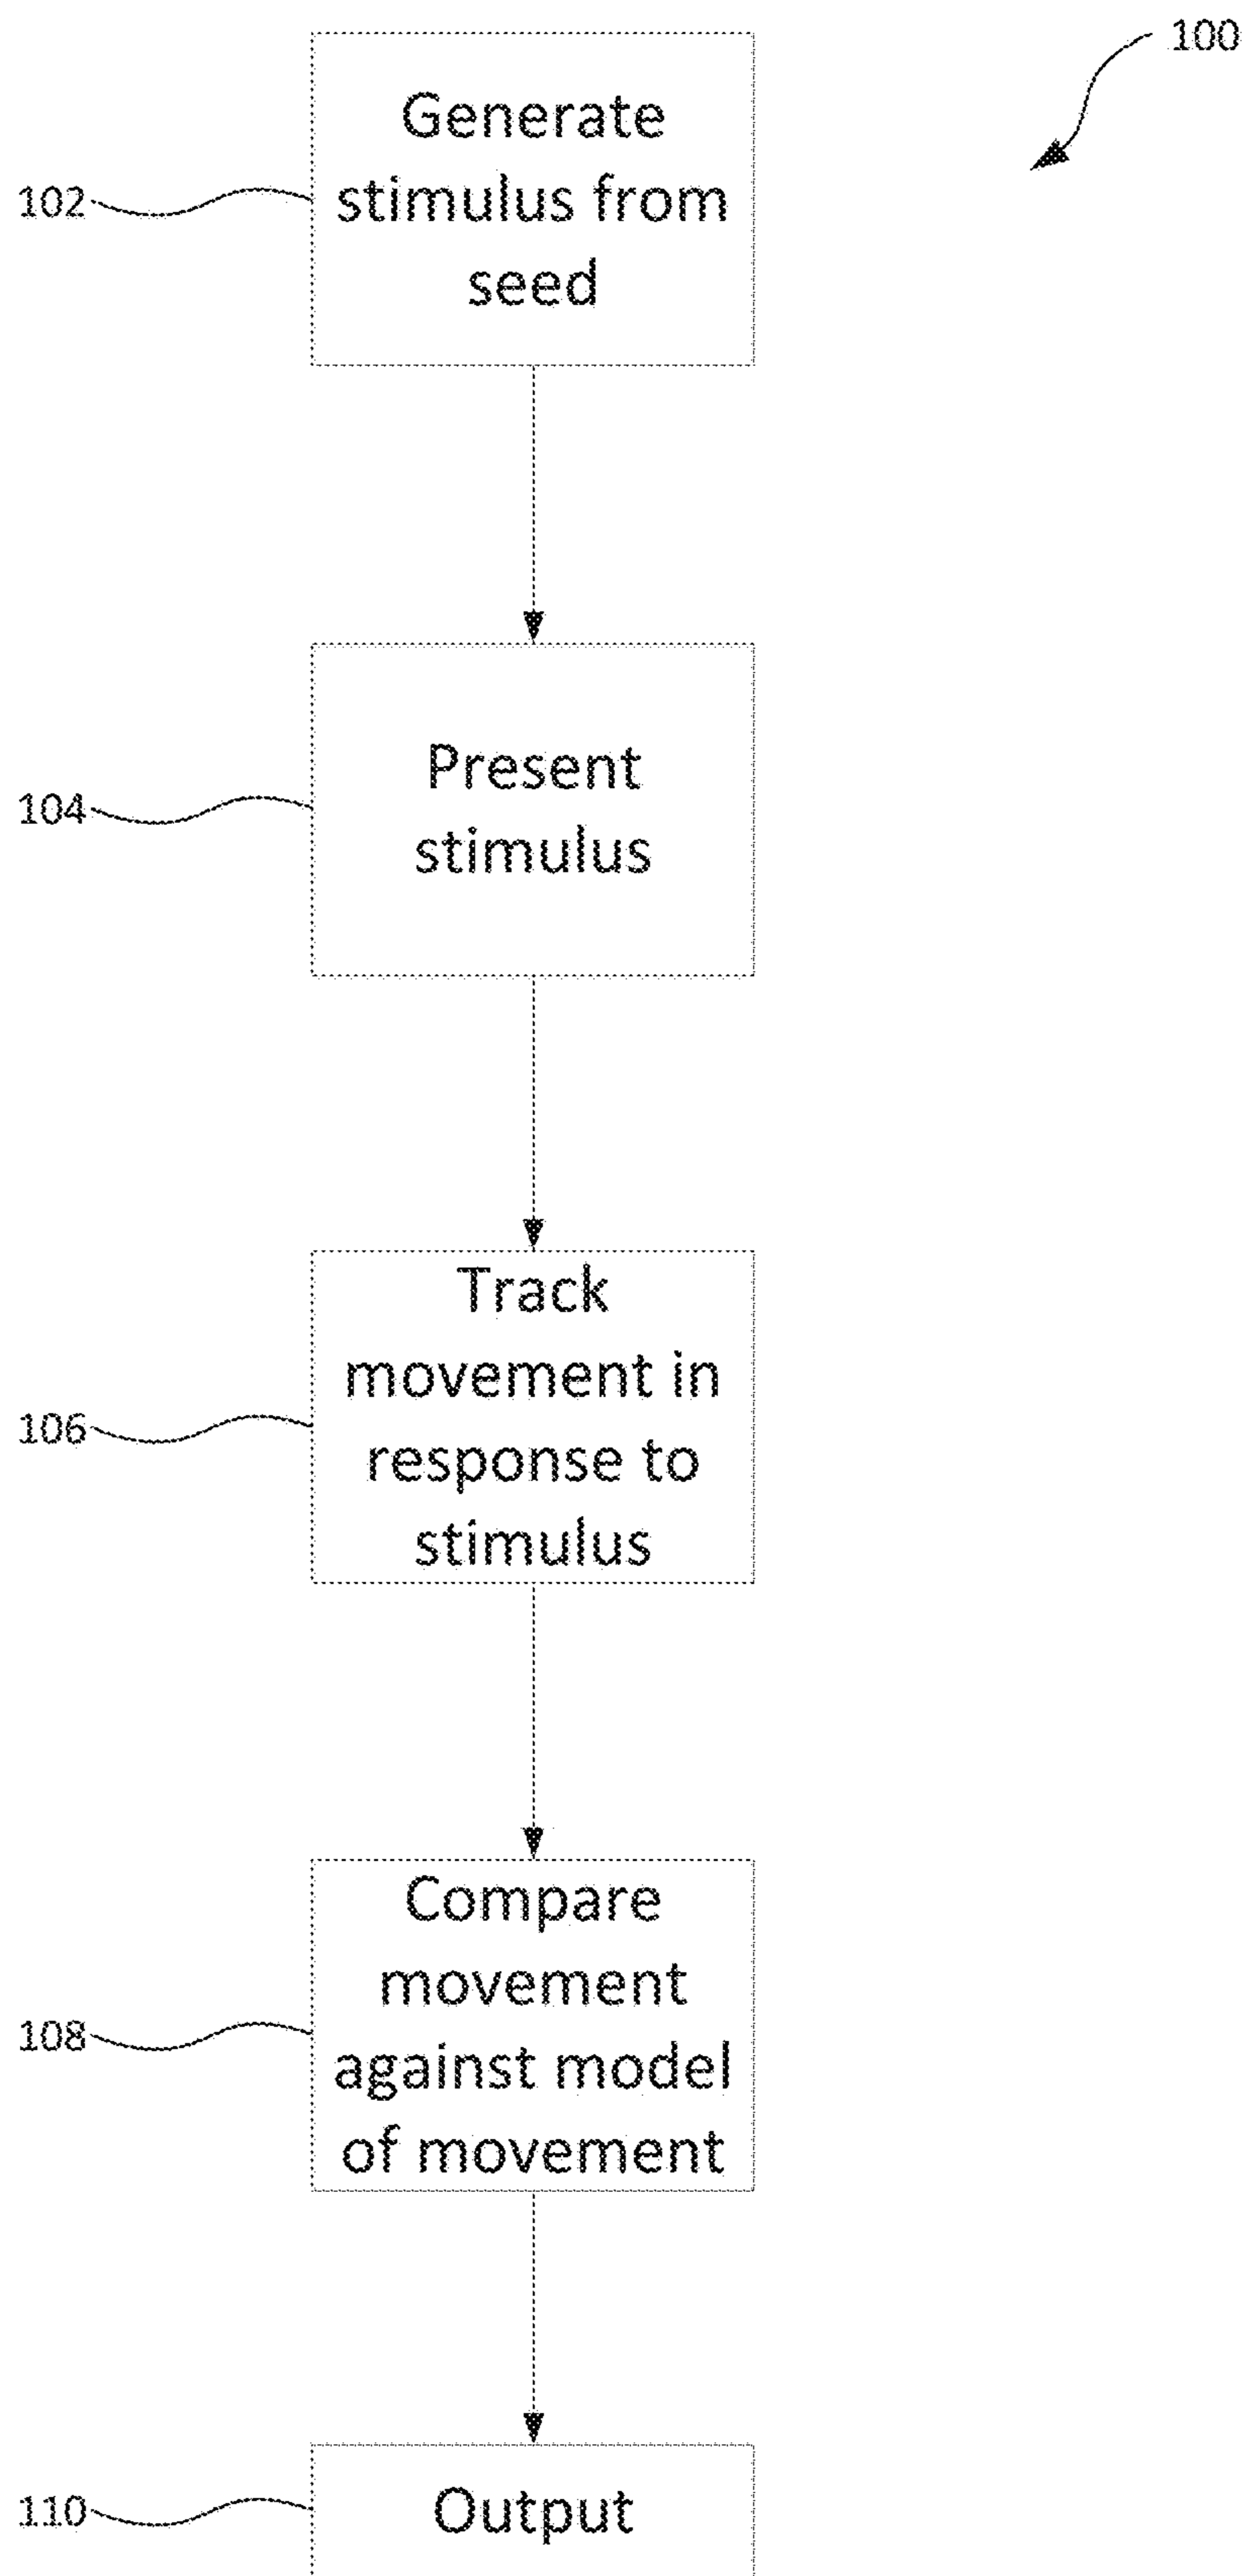 100
Generate
stimulus from
seed
102
Present
stimulus
104
Track
movement in
response to
stimulus
106
Compare
movement
against model
of movement
108
Output
110